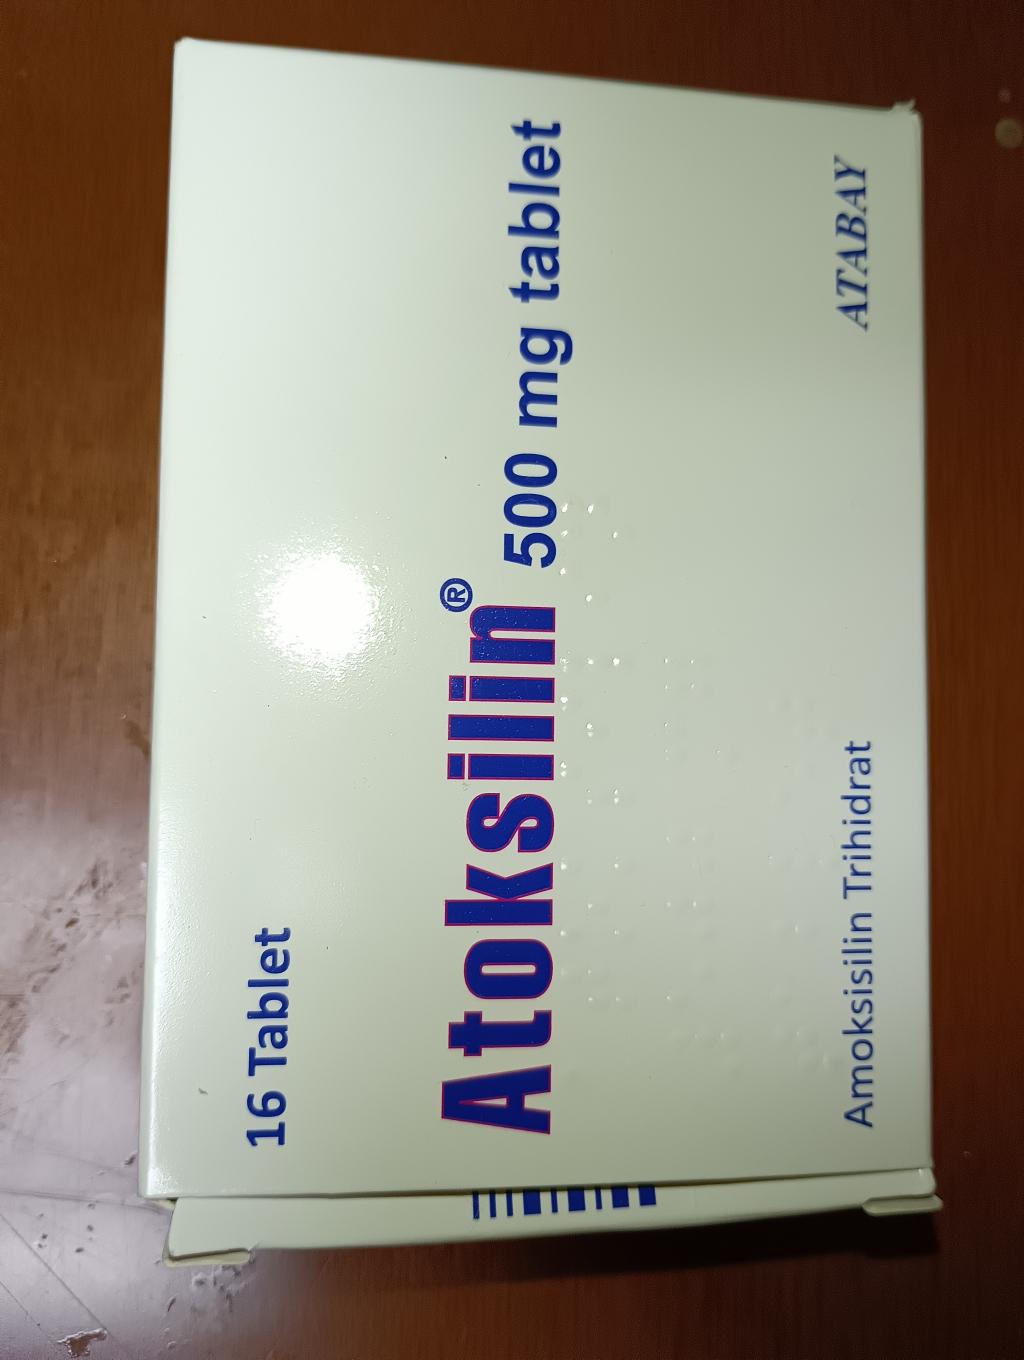 16 Tablet
Atoksilin® 500 mg tablet
Amoksisilin Trihidrat
ATABAY